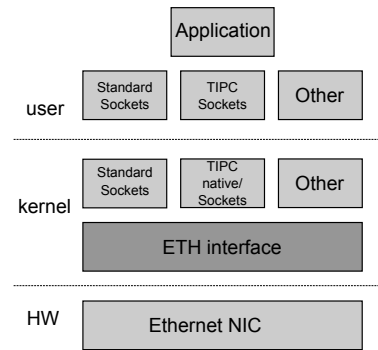 Application
user
Standard
Sockets
TIPC
Sockets
Other
kernel
Standard
Sockets
TIPC
native/
Sockets
Other
ETH interface
HW
Ethernet NIC